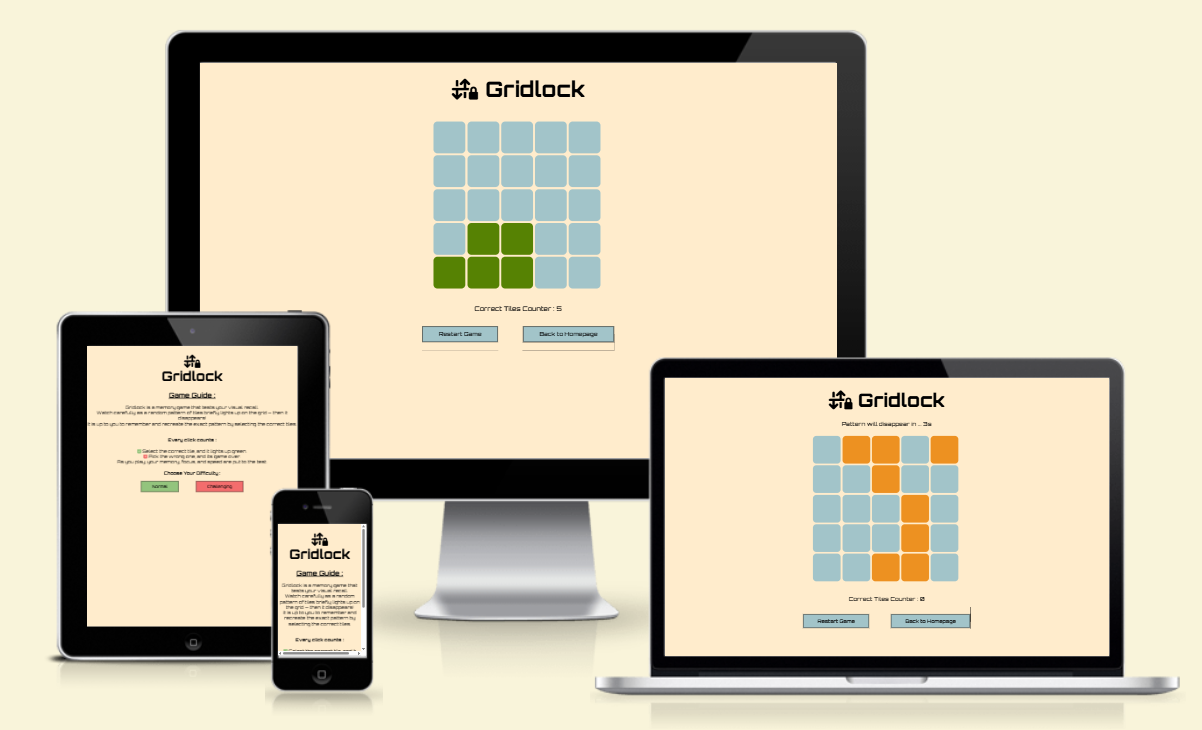 Gridlock
Correct Tiles Counter : 5
Restart Game
Back to Homepage
Gridlock
Game Guide :
Gridlock is a memory game that tests your visual recall.
Watch carefully as a random pattern of tiles briefly lights up on the grid – then it
disappears!
It is up to you to remember and recreate the exact pattern by selecting the correct tiles.
Every click counts :
Select the correct tile, and it lights up green
Pick the wrong one, and its game over
As you play, your memory, focus, and speed are put to the test.
Choose Your Difficulty :
Normal
Challenging
Gridlock
Game Guide :
Gridlock is a memory game that
tests your visual recall.
Watch carefully as a random
pattern of tiles briefly lights up on
the grid – then it disappears!
It is up to you to remember and
recreate the exact pattern by
selecting the correct tiles.
Every click counts :
Gridlock
Pattern will disappear in ... 3s
Correct Tiles Counter : 0
Restart Game
Back to Homepage